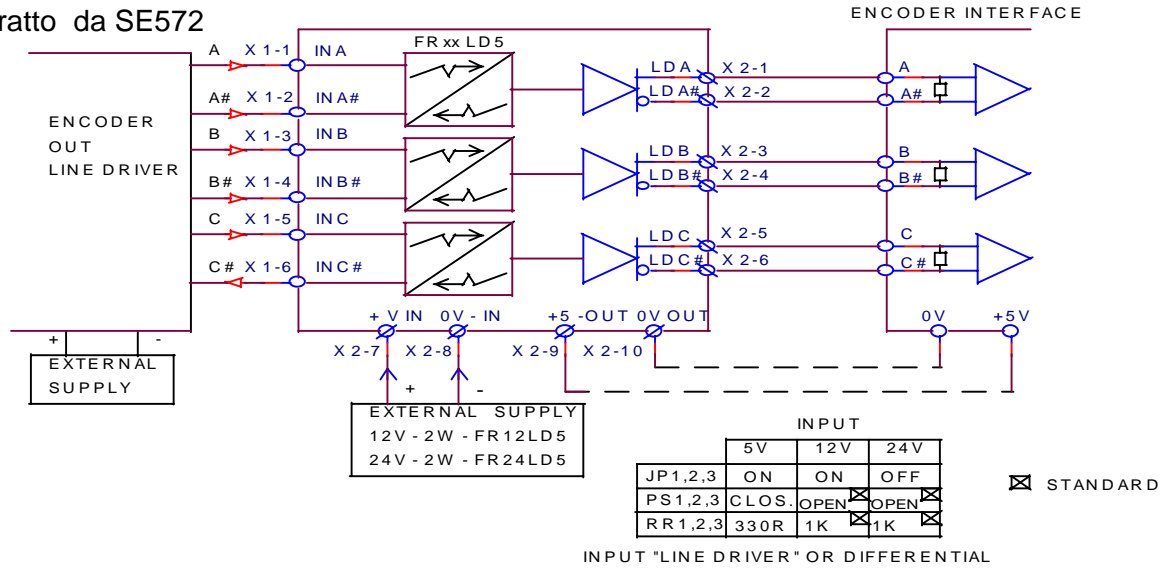 ratto da SE572
ENCODER INTERFACE
ENCODER
OUT
LINE DRIVER
A X1-1 INA
A# X1-2 INA#
B X1-3 INB
B# X1-4 INB#
C X1-5 INC
C# X1-6 INC#
FR xx LD5
LDA X2-1
LDA# X2-2
LDB X2-3
LDB# X2-4
LDC X2-5
LDC# X2-6
A
A#
B
B#
C
C#
+V IN 0V-IN +5-OUT 0V OUT
X2-7 X2-8 X2-9 X2-10
0V +5V
+ -
EXTERNAL
SUPPLY
+ -
EXTERNAL SUPPLY
12V-2W-FR12LD5
24V-2W-FR24LD5
INPUT
5V 12V 24V
JP1,2,3 ON ON OFF
PS1,2,3 CLOS. OPEN OPEN
RR1,2,3 330R 1K 1K
STANDARD
INPUT "LINE DRIVER" OR DIFFERENTIAL